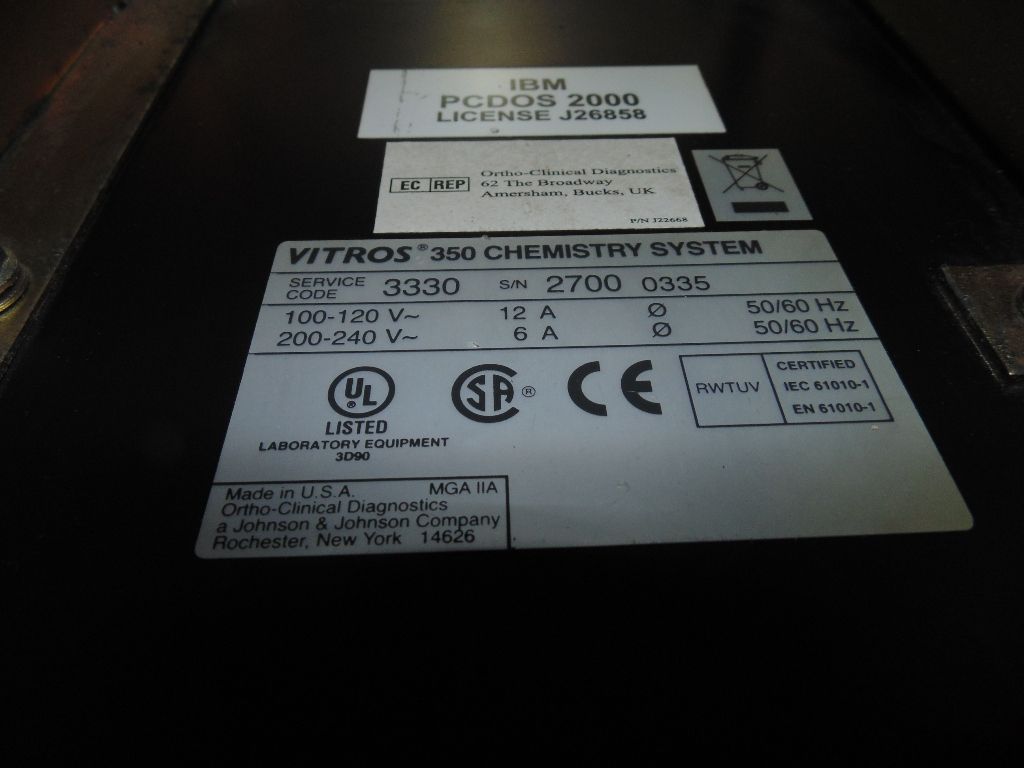 IBM
PCDOS 2000
LICENSE J26858
EC REP
Ortho-Clinical Diagnostics
62 The Broadway
Amersham, Bucks, UK
P/N J22668
VITROS® 350 CHEMISTRY SYSTEM
SERVICE CODE 3330 S/N 2700 0335
100-120 V~ 12 A Ø 50/60 Hz
200-240 V~ 6 A Ø 50/60 Hz
UL ®
LISTED
LABORATORY EQUIPMENT
3D90
CSA ®
CE
RWTUV
CERTIFIED
IEC 61010-1
EN 61010-1
Made in U.S.A. MGA IIA
Ortho-Clinical Diagnostics
a Johnson & Johnson Company
Rochester, New York 14626